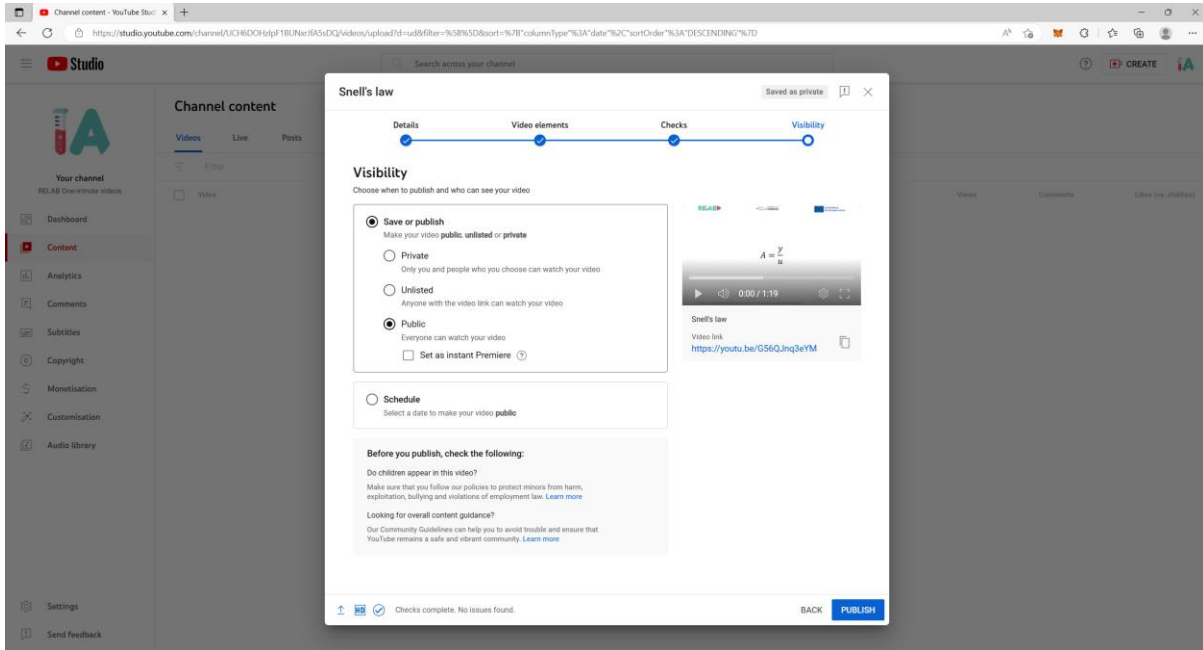 Channel content - YouTube Stu
https://studio.youtube.com/channel/UCH6DOHzlpF1BUNxrJfA5sDQ/videos/upload?d=ud&filter=%5B%5D&sort=%7B"columnType"%3A"date"%2C"sortOrder"%3A"DESCENDING"%7D
Studio
Search across your channel
CREATE
Your channel
RELAB One minute videos
Dashboard
Content
Analytics
Comments
Subtitles
Copyright
Monetisation
Customisation
Audio library
Settings
Send feedback
Channel content
Videos Live Posts
Filter
Video
Views Comments Likes (vs. dislikes)
Snell's law
Saved as private
Details Video elements Checks Visibility
Visibility
Choose when to publish and who can see your video
Save or publish
Make your video public, unlisted or private
Private
Only you and people who you choose can watch your video
Unlisted
Anyone with the video link can watch your video
Public
Everyone can watch your video
Set as instant Premiere
Schedule
Select a date to make your video public
Before you publish, check the following:
Do children appear in this video?
Make sure that you follow our policies to protect minors from harm,
exploitation, bullying and violations of employment law. Learn more
Looking for overall content guidance?
Our Community Guidelines can help you to avoid trouble and ensure that
YouTube remains a safe and vibrant community. Learn more
RELAB
A = y/u
0:00 / 1:19
Snell's law
Video link
https://youtu.be/G56QJnq3eYM
HD
Checks complete. No issues found.
BACK PUBLISH